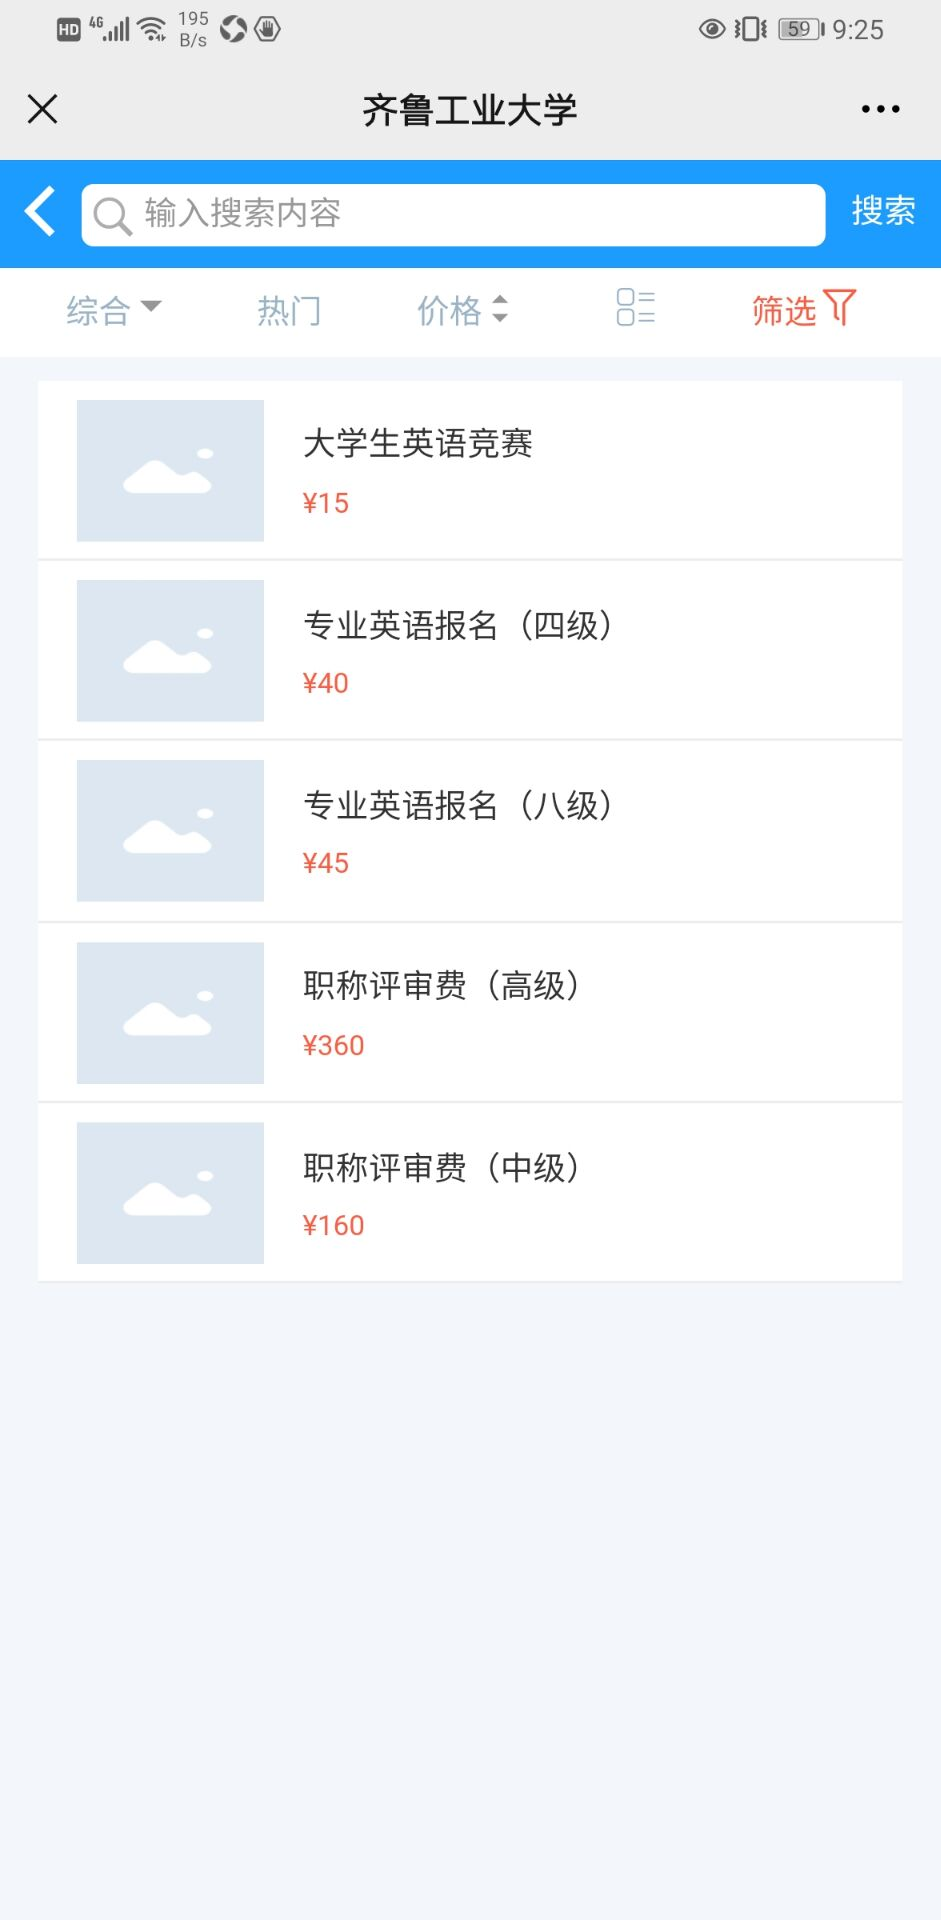 HD 4G 195 B/s 59 9:25
齐鲁工业大学
输入搜索内容 搜索
综合 热门 价格 筛选
大学生英语竞赛
¥15
专业英语报名（四级）
¥40
专业英语报名（八级）
¥45
职称评审费（高级）
¥360
职称评审费（中级）
¥160